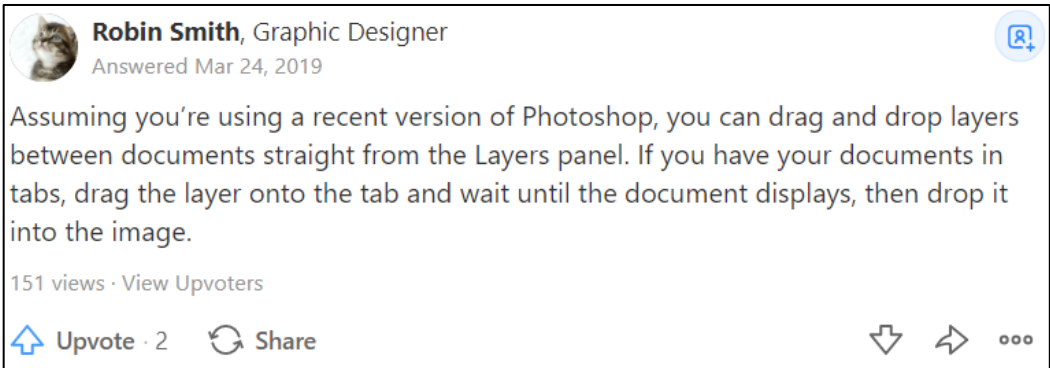 Robin Smith, Graphic Designer
Answered Mar 24, 2019
Assuming you’re using a recent version of Photoshop, you can drag and drop layers
between documents straight from the Layers panel. If you have your documents in
tabs, drag the layer onto the tab and wait until the document displays, then drop it
into the image.
151 views · View Upvoters
Upvote · 2 Share